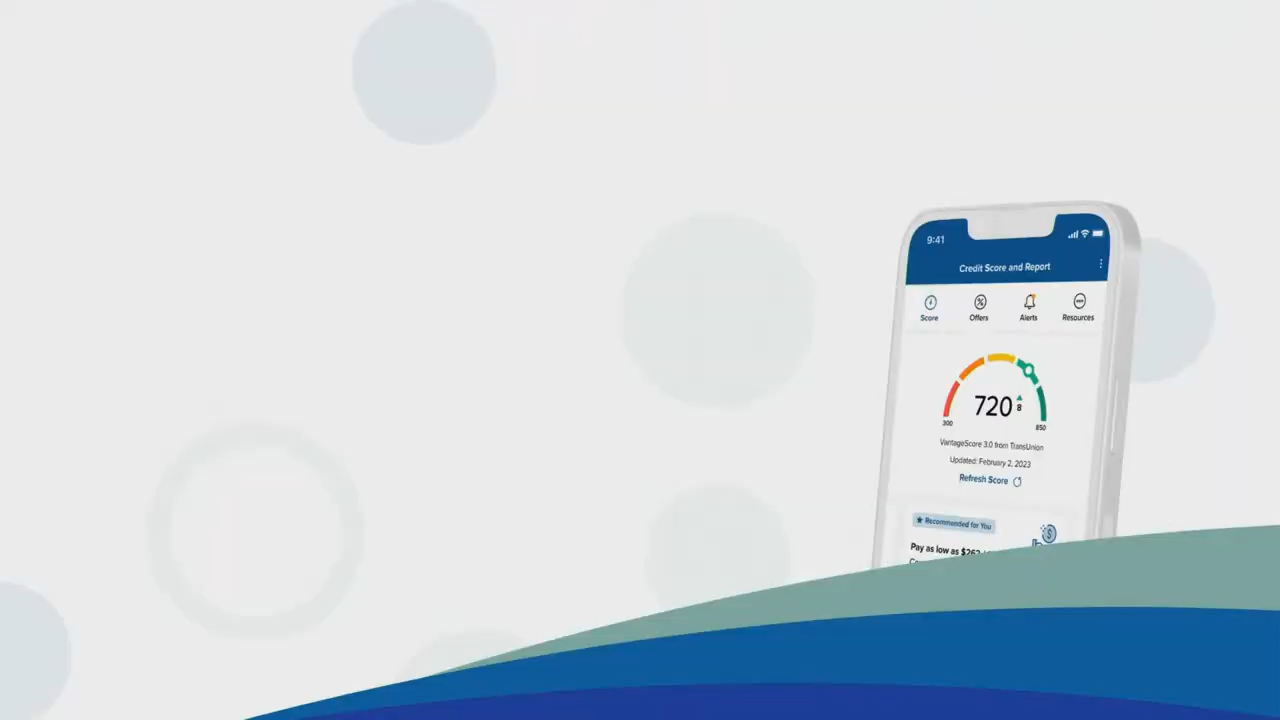 9:41
Credit Score and Report
Score Offers Alerts Resources
720 8
300 850
VantageScore 3.0 from TransUnion
Updated: February 2, 2023
Refresh Score
Recommended for You
Pay as low as $262